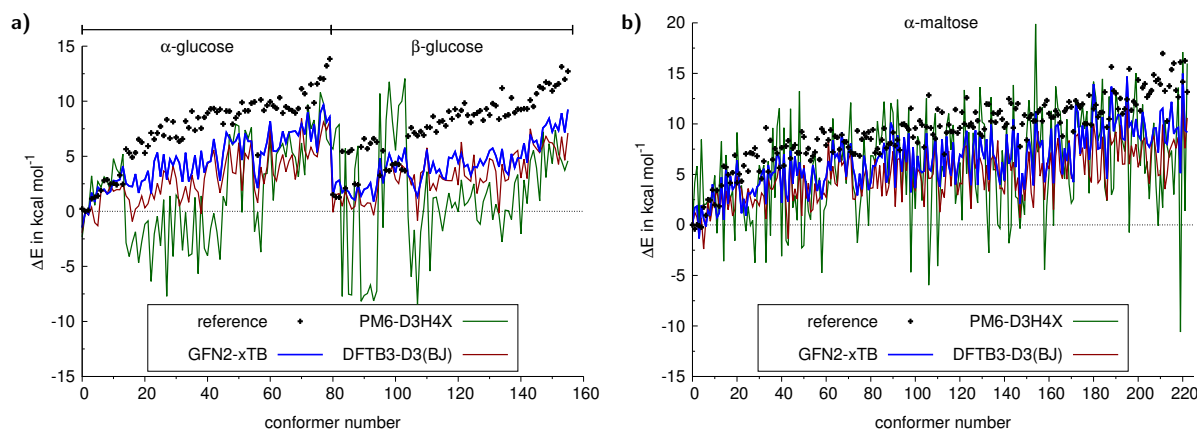 a)
α-glucose
β-glucose
ΔE in kcal mol⁻¹
15
10
5
0
-5
-10
-15
reference
PM6-D3H4X
GFN2-xTB
DFTB3-D3(BJ)
0 20 40 60 80 100 120 140 160
conformer number
b)
α-maltose
ΔE in kcal mol⁻¹
20
15
10
5
0
-5
-10
-15
reference
PM6-D3H4X
GFN2-xTB
DFTB3-D3(BJ)
0 20 40 60 80 100 120 140 160 180 200 220
conformer number